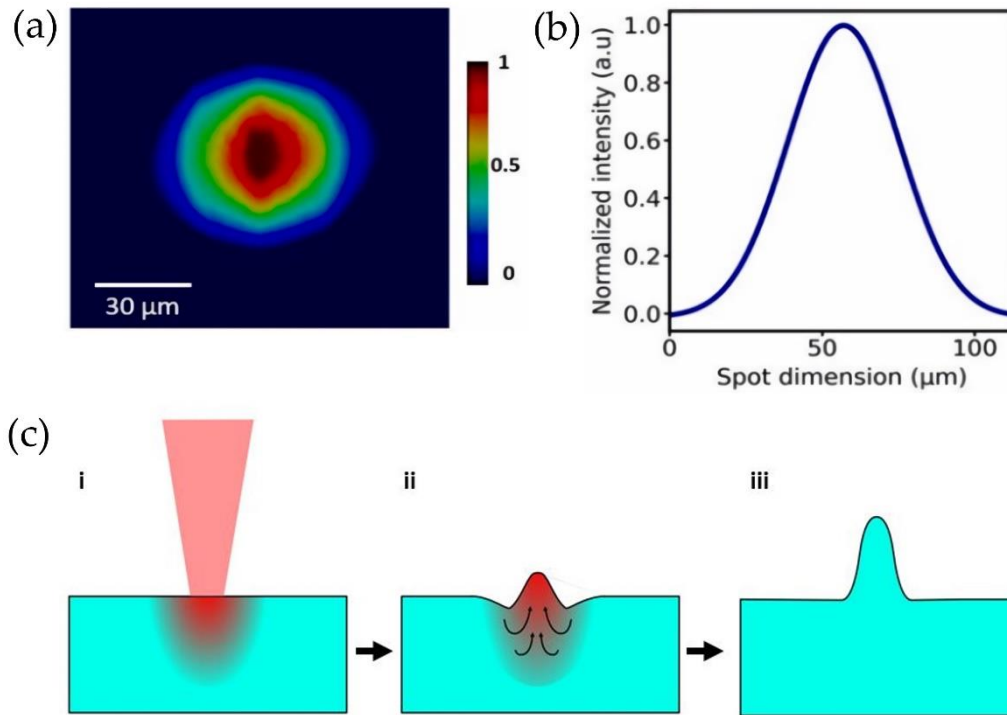 (a)
1
0.5
0
30 µm
(b)
Normalized intensity (a.u)
1.0
0.8
0.6
0.4
0.2
0.0
0
50
100
Spot dimension (µm)
(c)
i
ii
iii